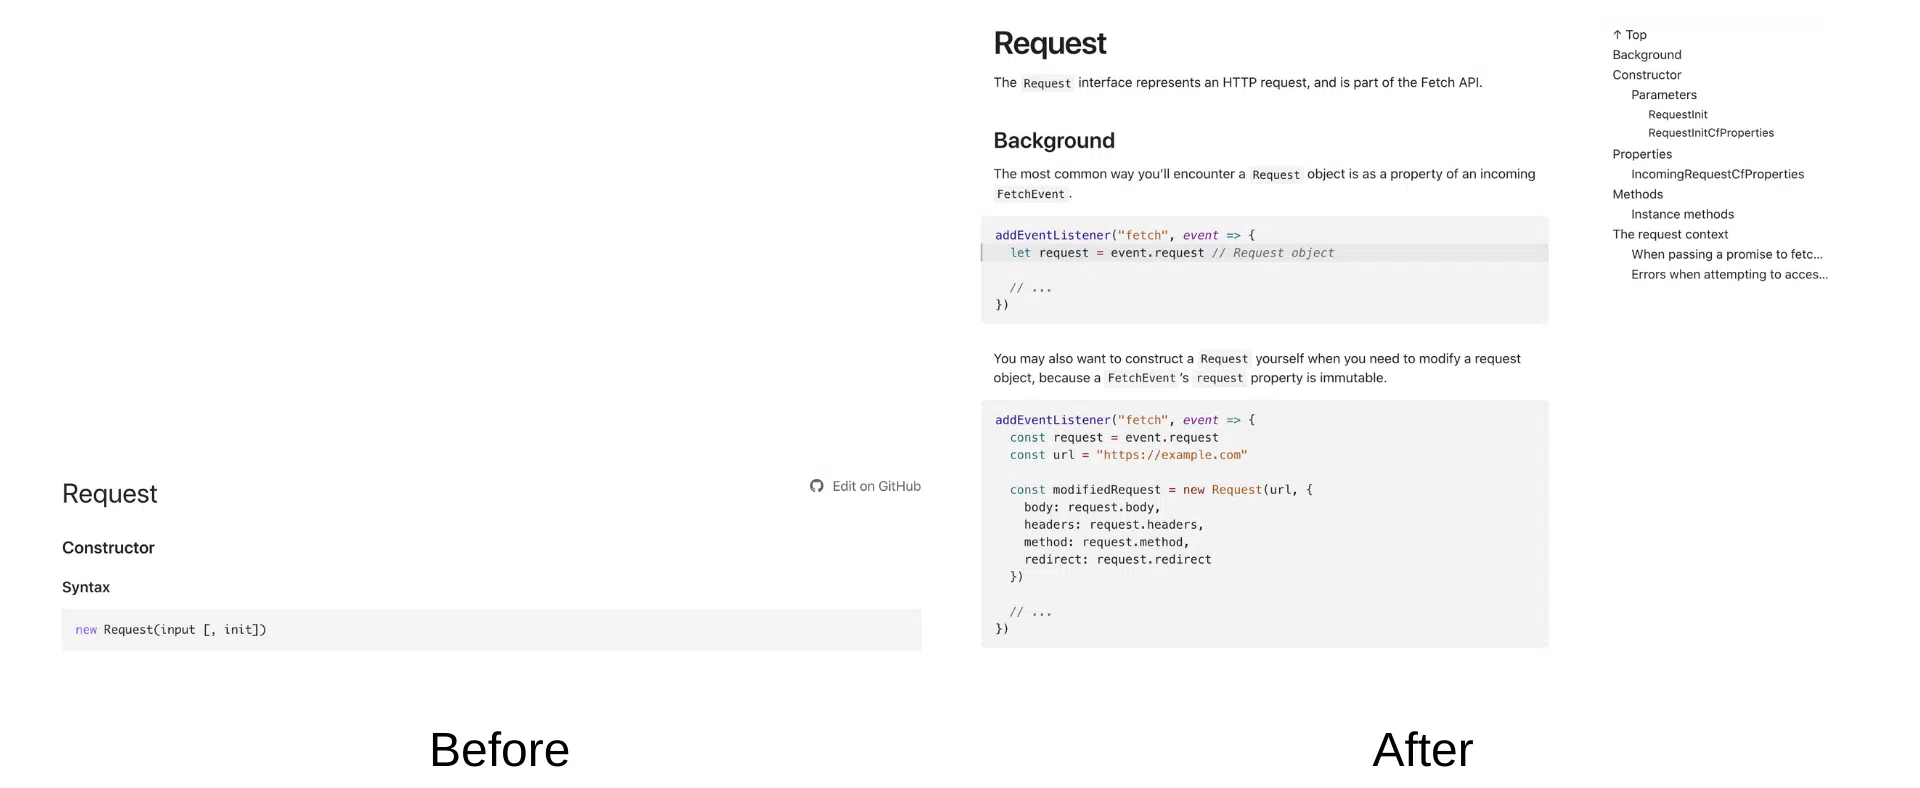 Request
Edit on GitHub
Constructor
Syntax
new Request(input [, init])
Before
Request
The Request interface represents an HTTP request, and is part of the Fetch API.
Background
The most common way you’ll encounter a Request object is as a property of an incoming
FetchEvent.
addEventListener("fetch", event => {
  let request = event.request // Request object
  // ...
})
You may also want to construct a Request yourself when you need to modify a request
object, because a FetchEvent’s request property is immutable.
addEventListener("fetch", event => {
  const request = event.request
  const url = "https://example.com"
  const modifiedRequest = new Request(url, {
    body: request.body,
    headers: request.headers,
    method: request.method,
    redirect: request.redirect
  })
  // ...
})
↑ Top
Background
Constructor
Parameters
RequestInit
RequestInitCfProperties
Properties
IncomingRequestCfProperties
Methods
Instance methods
The request context
When passing a promise to fetc...
Errors when attempting to acces...
After